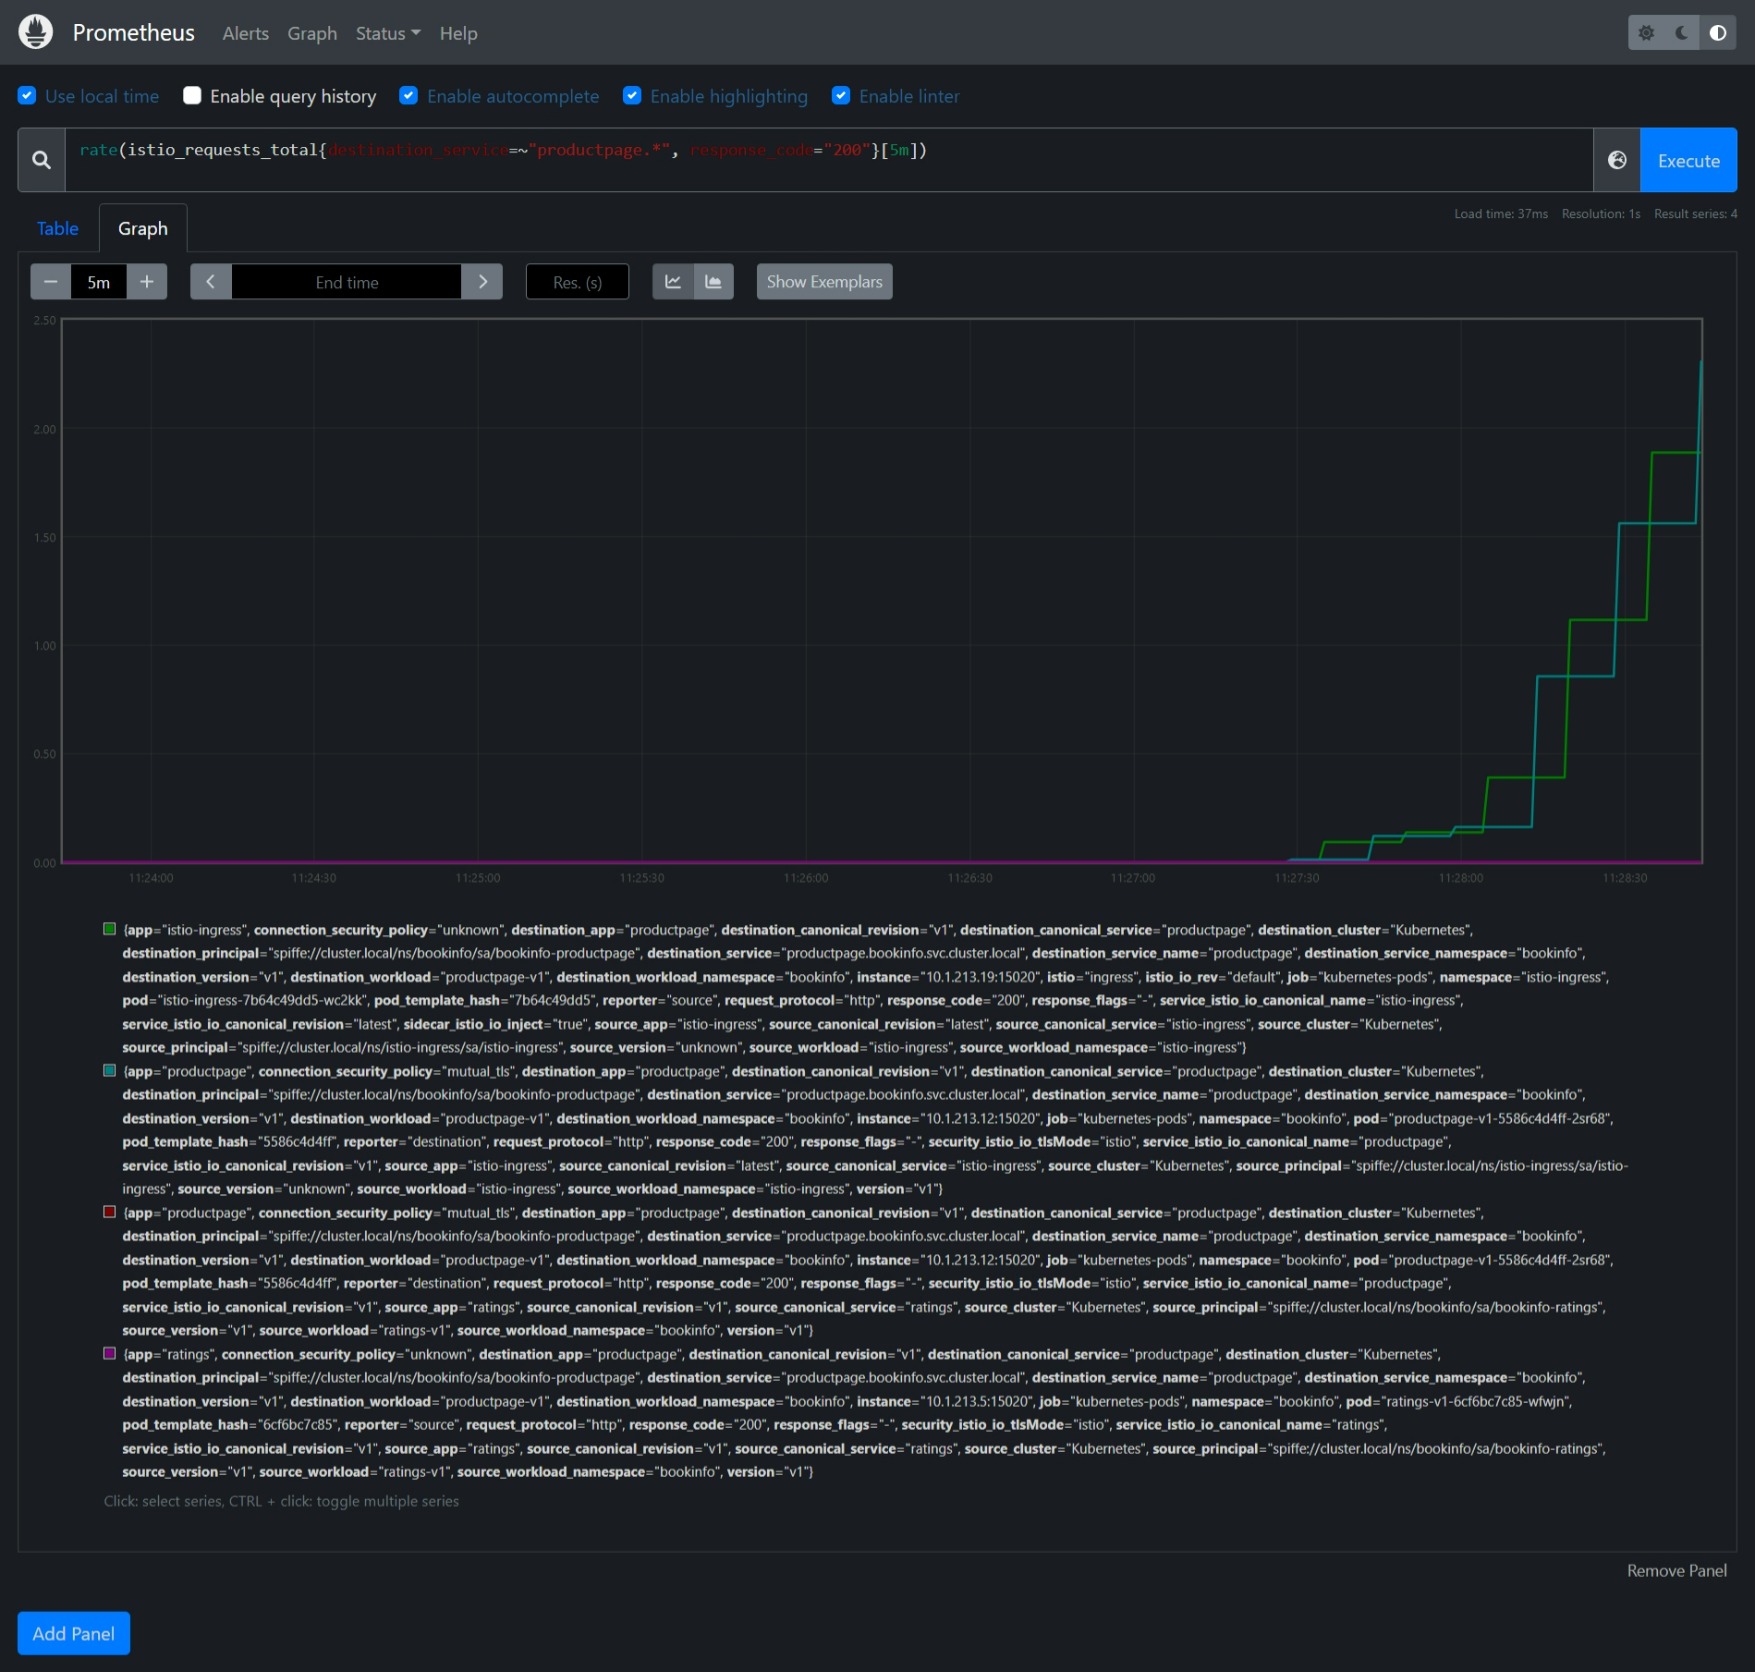 Prometheus Alerts Graph Status Help
Use local time Enable query history Enable autocomplete Enable highlighting Enable linter
rate(istio_requests_total{destination_service=~"productpage.*", response_code="200"}[5m])
Execute
Load time: 37ms Resolution: 1s Result series: 4
Table Graph
− 5m + End time Res. (s) Show Exemplars
2.50
2.00
1.50
1.00
0.50
0.00
11:24:00 11:24:30 11:25:00 11:25:30 11:26:00 11:26:30 11:27:00 11:27:30 11:28:00 11:28:30
{app="istio-ingress", connection_security_policy="unknown", destination_app="productpage", destination_canonical_revision="v1", destination_canonical_service="productpage", destination_cluster="Kubernetes",
destination_principal="spiffe://cluster.local/ns/bookinfo/sa/bookinfo-productpage", destination_service="productpage.bookinfo.svc.cluster.local", destination_service_name="productpage", destination_service_namespace="bookinfo",
destination_version="v1", destination_workload="productpage-v1", destination_workload_namespace="bookinfo", instance="10.1.213.19:15020", istio="ingress", istio_io_rev="default", job="kubernetes-pods", namespace="istio-ingress",
pod="istio-ingress-7b64c49dd5-wc2kk", pod_template_hash="7b64c49dd5", reporter="source", request_protocol="http", response_code="200", response_flags="-", service_istio_io_canonical_name="istio-ingress",
service_istio_io_canonical_revision="latest", sidecar_istio_io_inject="true", source_app="istio-ingress", source_canonical_revision="latest", source_canonical_service="istio-ingress", source_cluster="Kubernetes",
source_principal="spiffe://cluster.local/ns/istio-ingress/sa/istio-ingress", source_version="unknown", source_workload="istio-ingress", source_workload_namespace="istio-ingress"}
{app="productpage", connection_security_policy="mutual_tls", destination_app="productpage", destination_canonical_revision="v1", destination_canonical_service="productpage", destination_cluster="Kubernetes",
destination_principal="spiffe://cluster.local/ns/bookinfo/sa/bookinfo-productpage", destination_service="productpage.bookinfo.svc.cluster.local", destination_service_name="productpage", destination_service_namespace="bookinfo",
destination_version="v1", destination_workload="productpage-v1", destination_workload_namespace="bookinfo", instance="10.1.213.12:15020", job="kubernetes-pods", namespace="bookinfo", pod="productpage-v1-5586c4d4ff-2sr68",
pod_template_hash="5586c4d4ff", reporter="destination", request_protocol="http", response_code="200", response_flags="-", security_istio_io_tlsMode="istio", service_istio_io_canonical_name="productpage",
service_istio_io_canonical_revision="v1", source_app="istio-ingress", source_canonical_revision="latest", source_canonical_service="istio-ingress", source_cluster="Kubernetes", source_principal="spiffe://cluster.local/ns/istio-ingress/sa/istio-
ingress", source_version="unknown", source_workload="istio-ingress", source_workload_namespace="istio-ingress", version="v1"}
{app="productpage", connection_security_policy="mutual_tls", destination_app="productpage", destination_canonical_revision="v1", destination_canonical_service="productpage", destination_cluster="Kubernetes",
destination_principal="spiffe://cluster.local/ns/bookinfo/sa/bookinfo-productpage", destination_service="productpage.bookinfo.svc.cluster.local", destination_service_name="productpage", destination_service_namespace="bookinfo",
destination_version="v1", destination_workload="productpage-v1", destination_workload_namespace="bookinfo", instance="10.1.213.12:15020", job="kubernetes-pods", namespace="bookinfo", pod="productpage-v1-5586c4d4ff-2sr68",
pod_template_hash="5586c4d4ff", reporter="destination", request_protocol="http", response_code="200", response_flags="-", security_istio_io_tlsMode="istio", service_istio_io_canonical_name="productpage",
service_istio_io_canonical_revision="v1", source_app="ratings", source_canonical_revision="v1", source_canonical_service="ratings", source_cluster="Kubernetes", source_principal="spiffe://cluster.local/ns/bookinfo/sa/bookinfo-ratings",
source_version="v1", source_workload="ratings-v1", source_workload_namespace="bookinfo", version="v1"}
{app="ratings", connection_security_policy="unknown", destination_app="productpage", destination_canonical_revision="v1", destination_canonical_service="productpage", destination_cluster="Kubernetes",
destination_principal="spiffe://cluster.local/ns/bookinfo/sa/bookinfo-productpage", destination_service="productpage.bookinfo.svc.cluster.local", destination_service_name="productpage", destination_service_namespace="bookinfo",
destination_version="v1", destination_workload="productpage-v1", destination_workload_namespace="bookinfo", instance="10.1.213.5:15020", job="kubernetes-pods", namespace="bookinfo", pod="ratings-v1-6cf6bc7c85-wfwjn",
pod_template_hash="6cf6bc7c85", reporter="source", request_protocol="http", response_code="200", response_flags="-", security_istio_io_tlsMode="istio", service_istio_io_canonical_name="ratings",
service_istio_io_canonical_revision="v1", source_app="ratings", source_canonical_revision="v1", source_canonical_service="ratings", source_cluster="Kubernetes", source_principal="spiffe://cluster.local/ns/bookinfo/sa/bookinfo-ratings",
source_version="v1", source_workload="ratings-v1", source_workload_namespace="bookinfo", version="v1"}
Click: select series, CTRL + click: toggle multiple series
Remove Panel
Add Panel